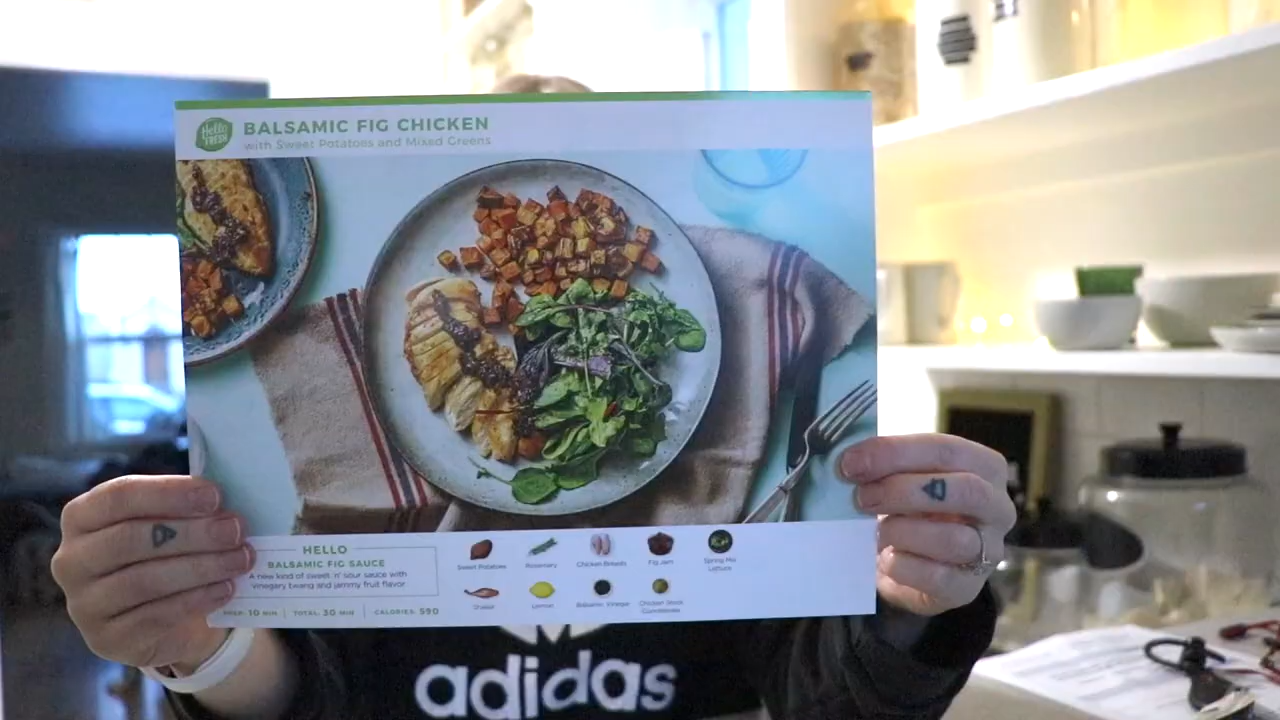 Hello
FRESH
BALSAMIC FIG CHICKEN
with Sweet Potatoes and Mixed Greens
HELLO
BALSAMIC FIG SAUCE
A new kind of sweet 'n' sour sauce with
vinegary twang and jammy fruit flavor
PREP: 10 MIN | TOTAL: 30 MIN | CALORIES: 590
Sweet Potatoes
Rosemary
Chicken Breasts
Fig Jam
Spring Mix
Lettuce
Shallot
Lemon
Balsamic Vinegar
Chicken Stock
Concentrate
adidas